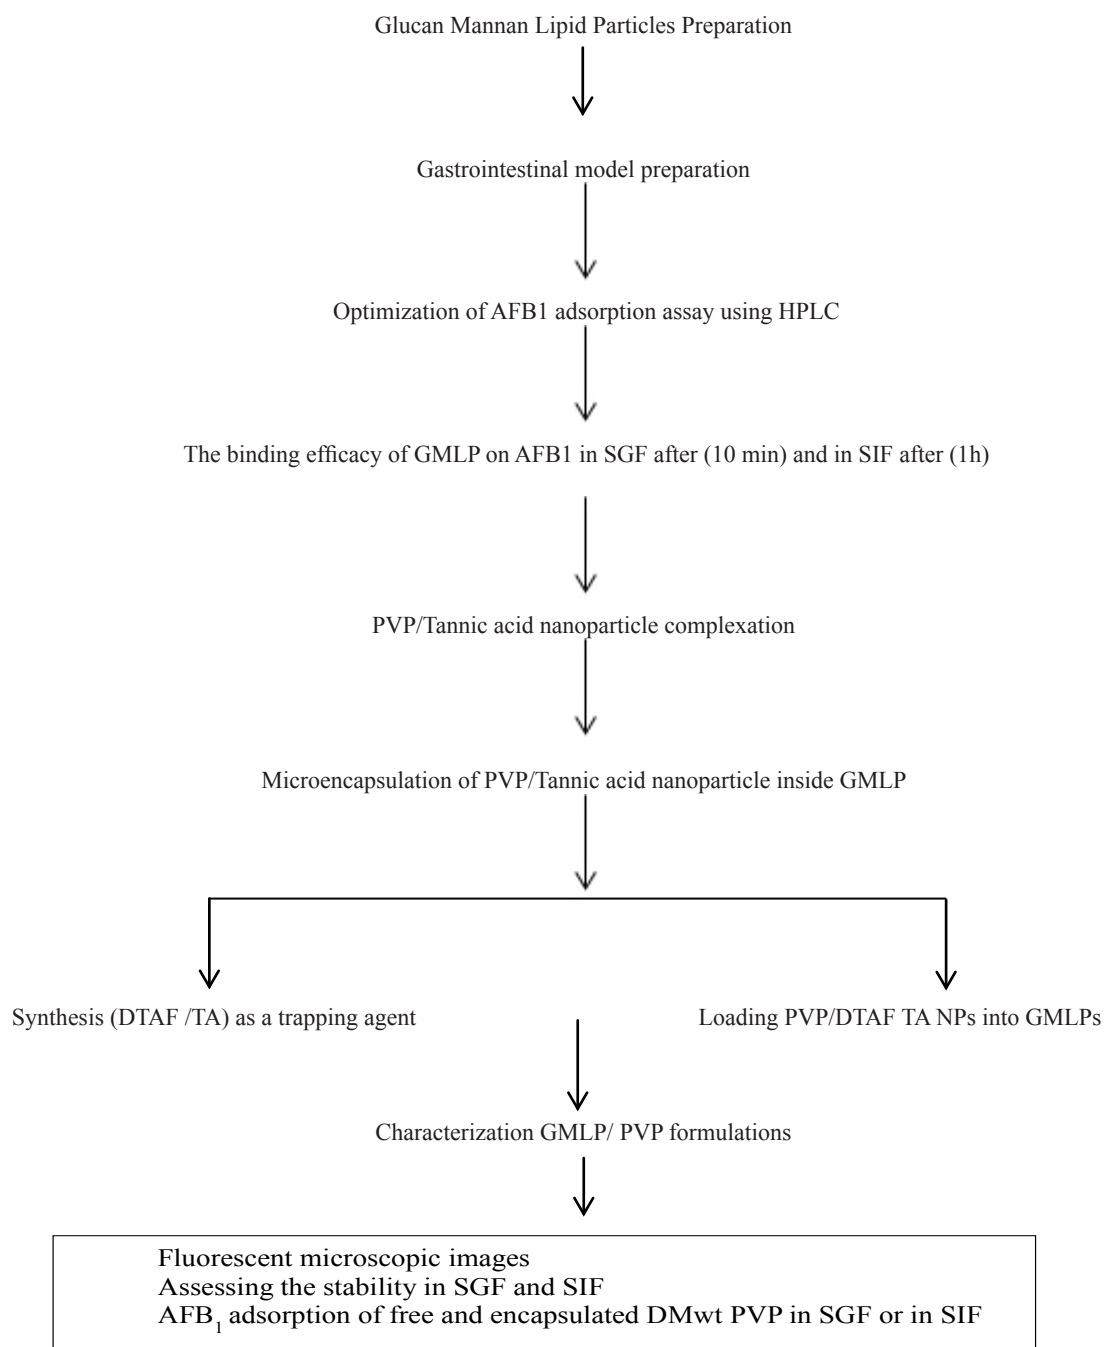 Glucan Mannan Lipid Particles Preparation
Gastrointestinal model preparation
Optimization of AFB1 adsorption assay using HPLC
The binding efficacy of GMLP on AFB1 in SGF after (10 min) and in SIF after (1h)
PVP/Tannic acid nanoparticle complexation
Microencapsulation of PVP/Tannic acid nanoparticle inside GMLP
Synthesis (DTAF /TA) as a trapping agent
Loading PVP/DTAF TA NPs into GMLPs
Characterization GMLP/ PVP formulations
Fluorescent microscopic images
Assessing the stability in SGF and SIF
AFB₁ adsorption of free and encapsulated DMwt PVP in SGF or in SIF